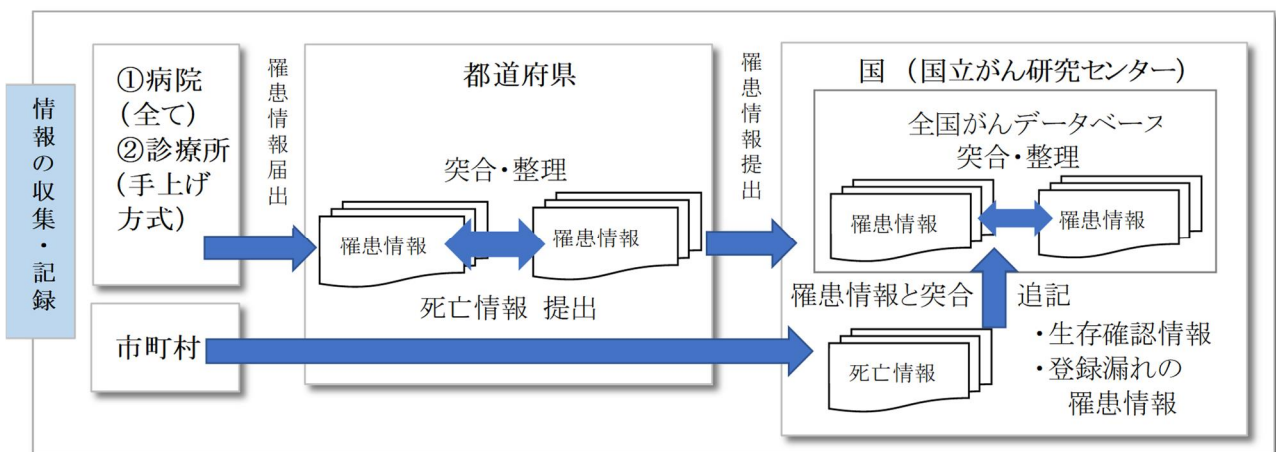 情報の収集・記録
①病院
(全て)
②診療所
(手上げ
方式)
罹患情報届出
都道府県
突合・整理
罹患情報
罹患情報
死亡情報 提出
罹患情報提出
国 (国立がん研究センター)
全国がんデータベース
突合・整理
罹患情報
罹患情報
罹患情報と突合
追記
・生存確認情報
・登録漏れの
罹患情報
死亡情報
市町村